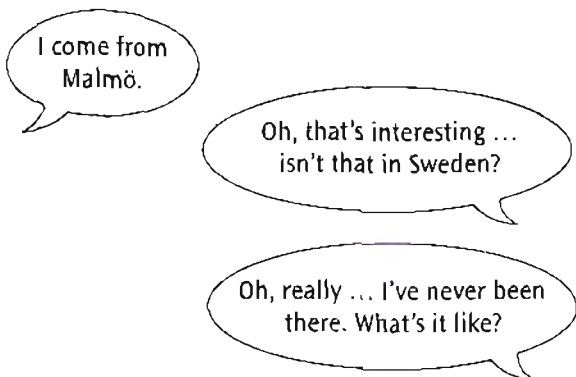 I come from
Malmö.
Oh, that's interesting ...
isn't that in Sweden?
Oh, really ... I've never been
there. What's it like?